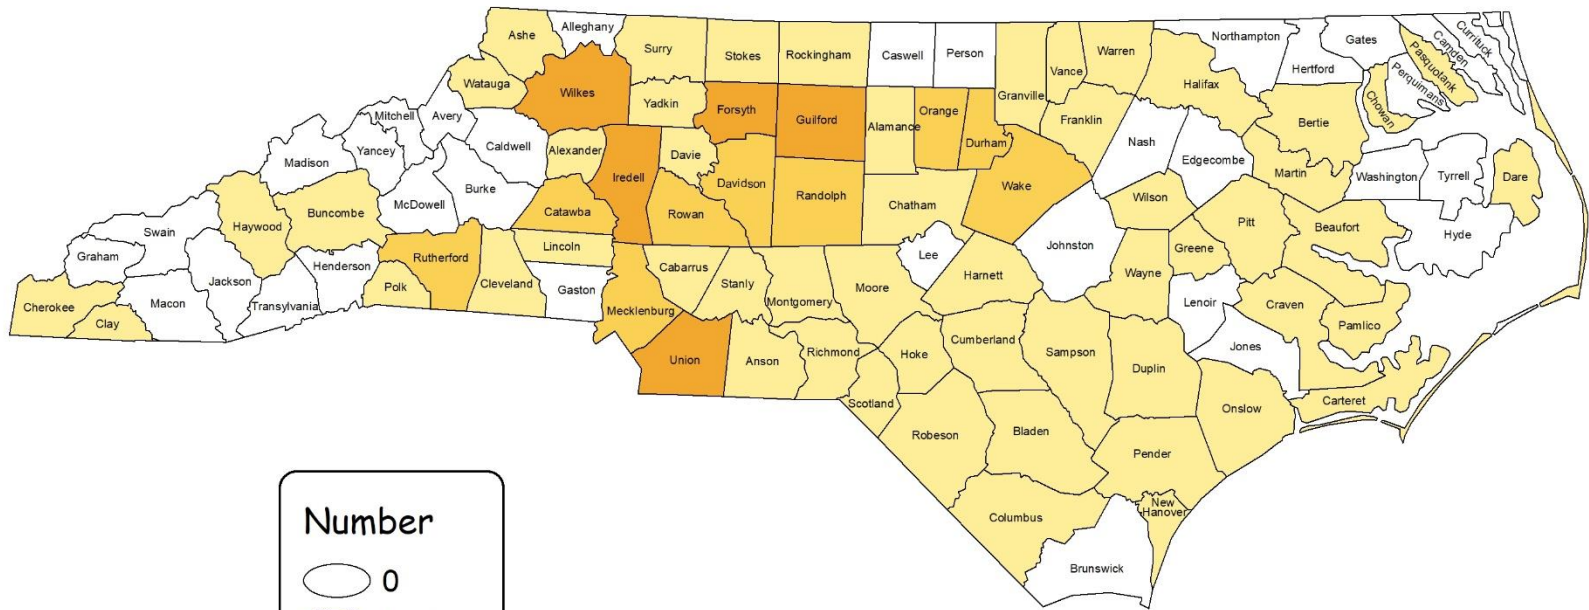 Alleghany
Ashe
Surry
Stokes
Rockingham
Caswell
Person
Granville
Vance
Warren
Northampton
Gates
Currituck
Camden
Pasquotank
Perquimans
Chowan
Hertford
Halifax
Watauga
Wilkes
Yadkin
Forsyth
Guilford
Alamance
Orange
Durham
Franklin
Bertie
Mitchell
Avery
Yancey
Madison
Caldwell
Alexander
Davie
Iredell
Davidson
Randolph
Chatham
Wake
Nash
Edgecombe
Martin
Washington
Tyrrell
Dare
Burke
McDowell
Buncombe
Haywood
Swain
Graham
Catawba
Rowan
Wilson
Pitt
Beaufort
Hyde
Greene
Johnston
Lee
Harnett
Wayne
Lincoln
Rutherford
Henderson
Jackson
Macon
Transylvania
Polk
Cleveland
Gaston
Cherokee
Clay
Mecklenburg
Cabarrus
Stanly
Montgomery
Moore
Lenoir
Craven
Pamlico
Jones
Union
Anson
Richmond
Hoke
Cumberland
Sampson
Duplin
Scotland
Robeson
Bladen
Onslow
Carteret
Pender
New
Hanover
Columbus
Brunswick
Number
0